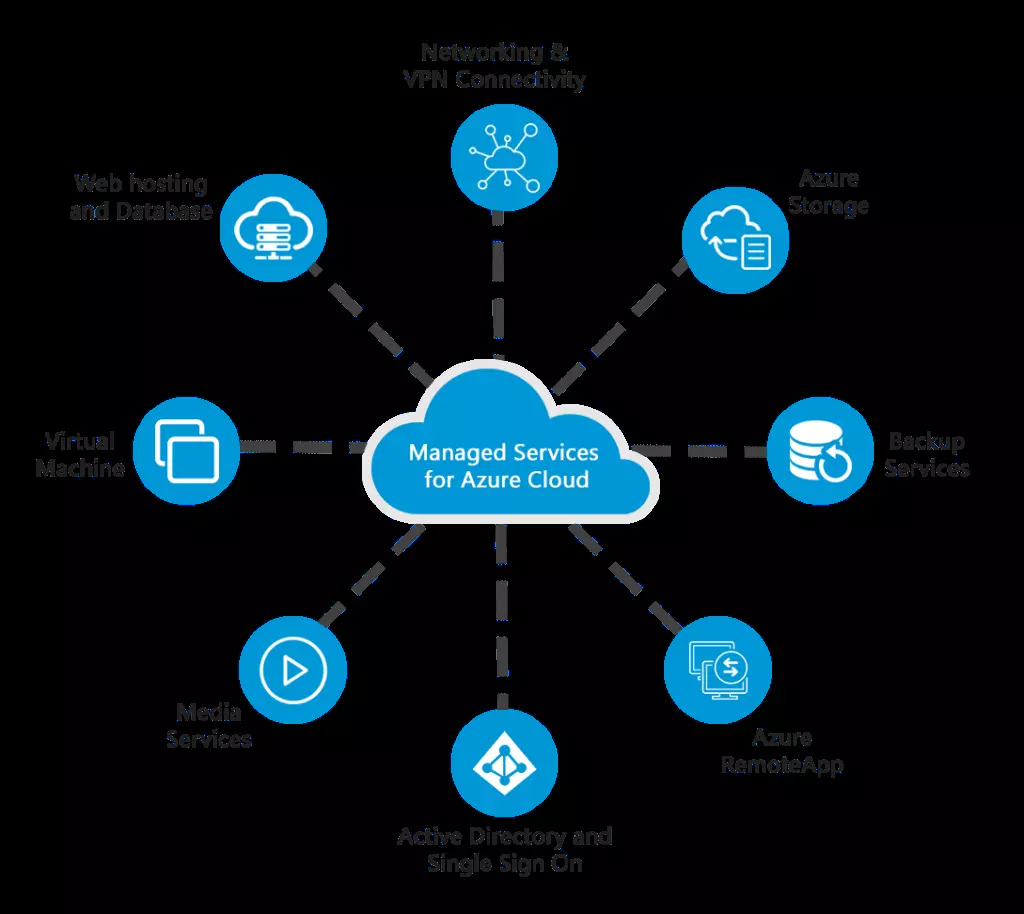 Networking &
VPN Connectivity
Web hosting
and Database
Azure
Storage
Virtual
Machine
Managed Services
for Azure Cloud
Backup
Services
Media
Services
Azure
RemoteApp
Active Directory and
Single Sign On